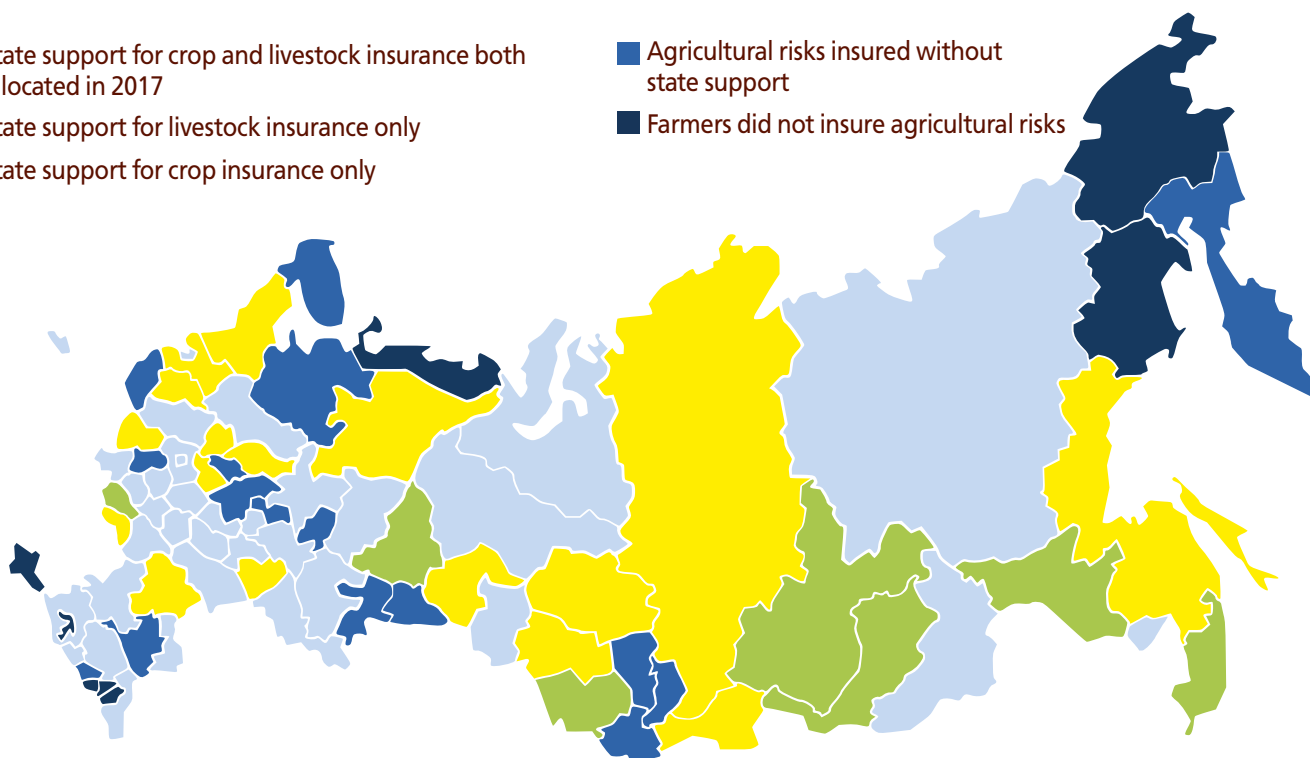 tate support for crop and livestock insurance both
located in 2017
tate support for livestock insurance only
tate support for crop insurance only
Agricultural risks insured without
state support
Farmers did not insure agricultural risks